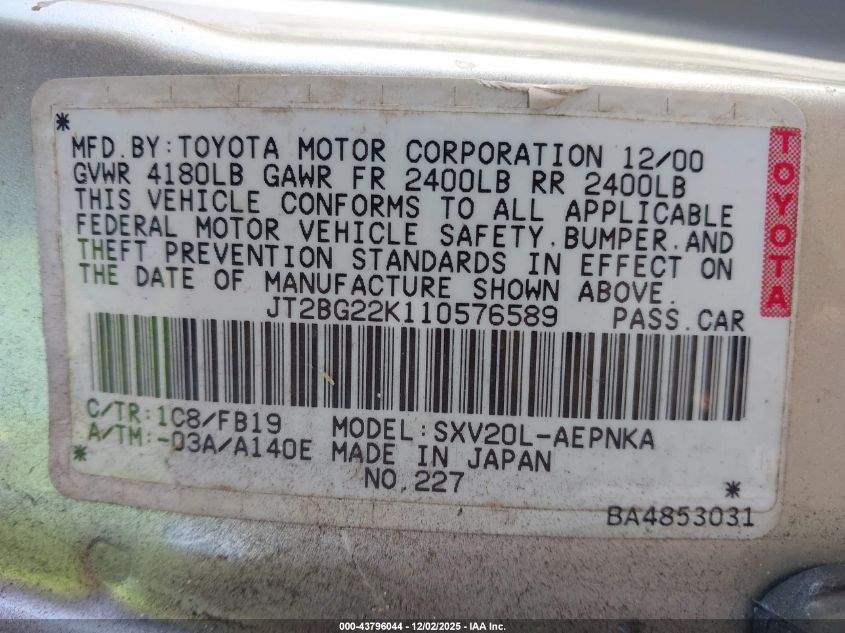 *
MFD.BY:TOYOTA MOTOR CORPORATION 12/00
GVWR 4180LB GAWR FR 2400LB RR 2400LB
THIS VEHICLE CONFORMS TO ALL APPLICABLE
FEDERAL MOTOR VEHICLE SAFETY.BUMPER.AND
THEFT PREVENTION STANDARDS IN EFFECT ON
THE DATE OF MANUFACTURE SHOWN ABOVE.
JT2BG22K110576589 PASS.CAR
TOYOTA
C/TR:1C8/FB19 MODEL:SXV20L-AEPNKA
A/TM:-03A/A140E MADE IN JAPAN
* NO.227 *
BA4853031
000-43796044 - 12/02/2025 - IAA Inc.